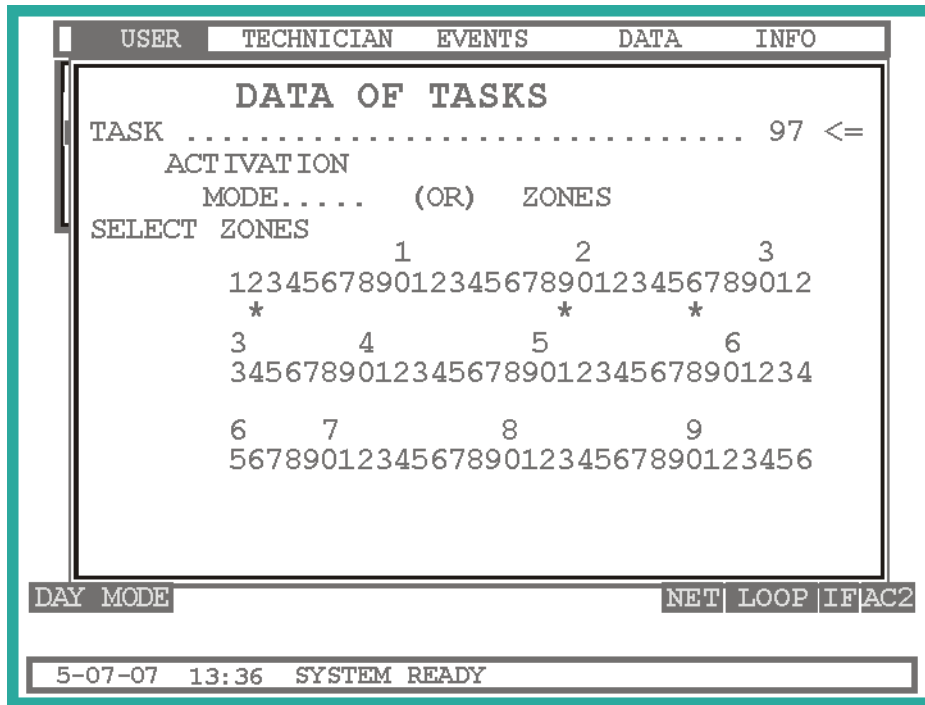 USER TECHNICIAN EVENTS DATA INFO
DATA OF TASKS
TASK ............................... 97 <=
ACTIVATION
MODE..... (OR) ZONES
SELECT ZONES
1 2 3
12345678901234567890123456789012
* * *
3 4 5 6
34567890123456789012345678901234
6 7 8 9
56789012345678901234567890123456
DAY MODE NET LOOP IF AC2
5-07-07 13:36 SYSTEM READY